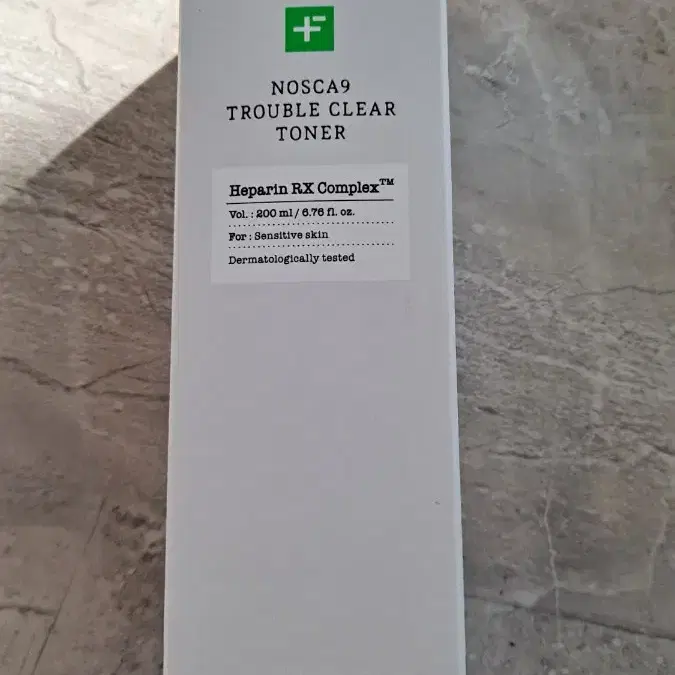 NOSCA9
TROUBLE CLEAR
TONER
Heparin RX Complex™
Vol. : 200 ml / 6.76 fl. oz.
For : Sensitive skin
Dermatologically tested